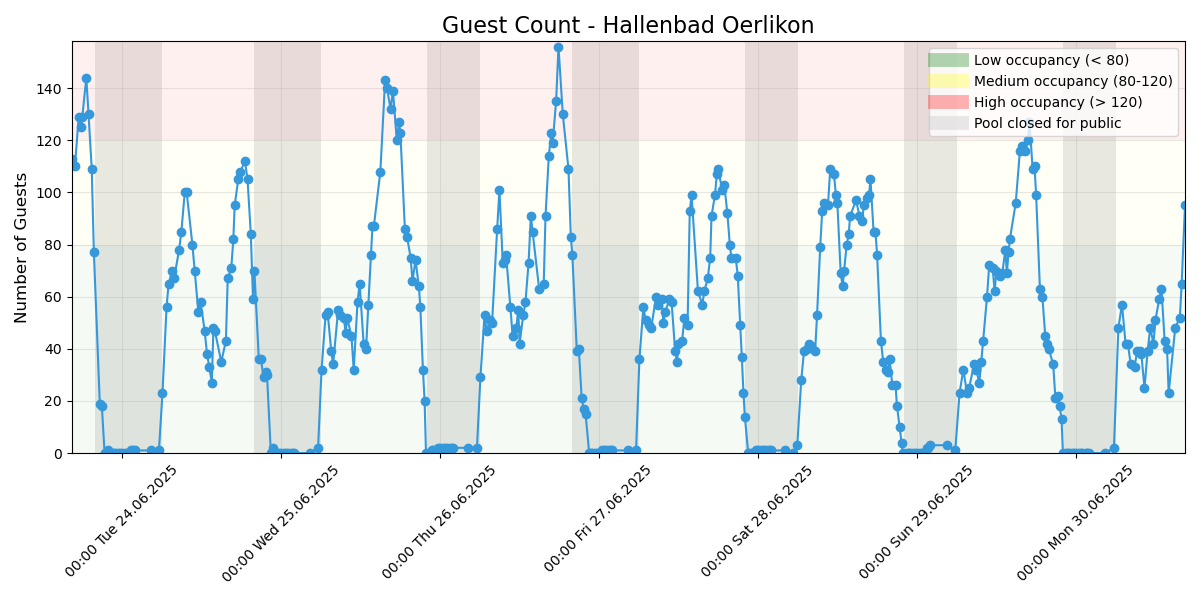 Guest Count - Hallenbad Oerlikon
Number of Guests
140
120
100
80
60
40
20
0
Low occupancy (< 80)
Medium occupancy (80-120)
High occupancy (> 120)
Pool closed for public
00:00 Tue 24.06.2025
00:00 Wed 25.06.2025
00:00 Thu 26.06.2025
00:00 Fri 27.06.2025
00:00 Sat 28.06.2025
00:00 Sun 29.06.2025
00:00 Mon 30.06.2025